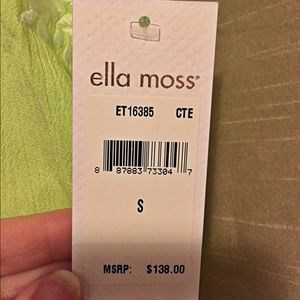 ella moss®
ET16385 CTE
8 87883 73304 7
S
MSRP: $138.00